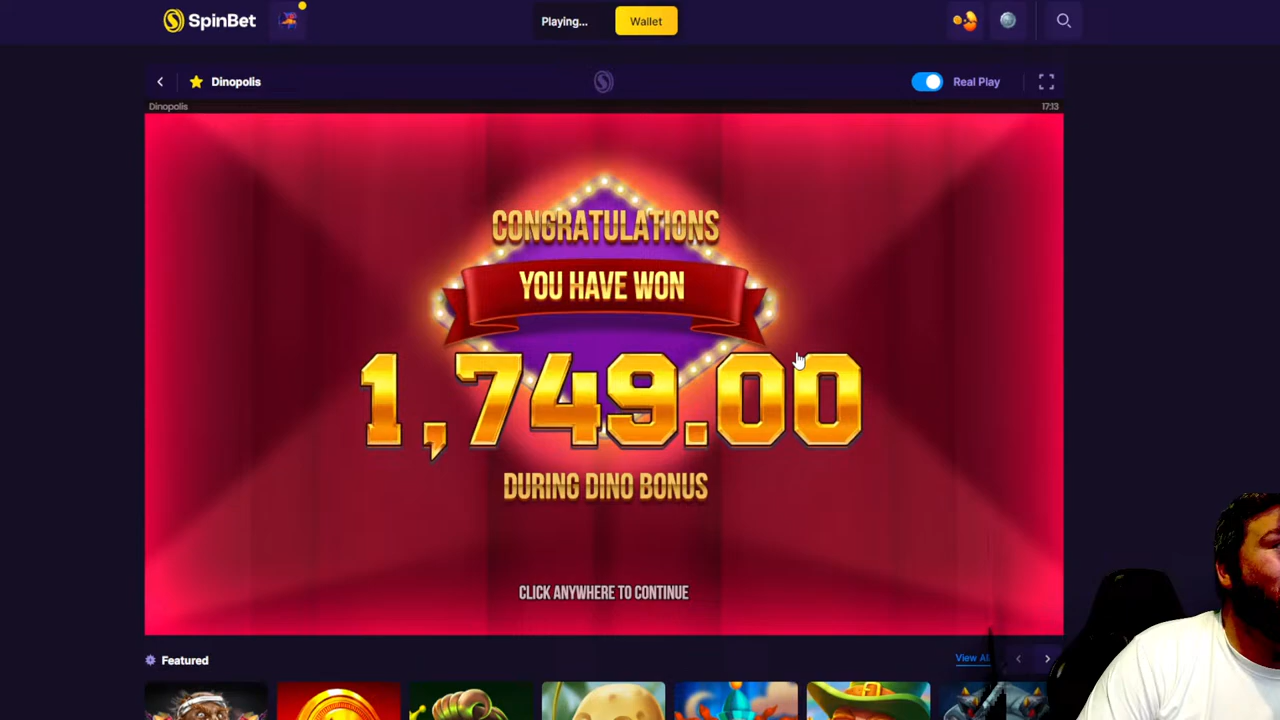 SpinBet
Playing...
Wallet
Dinopolis
Real Play
Dinopolis
17:13
CONGRATULATIONS
YOU HAVE WON
1,749.00
DURING DINO BONUS
CLICK ANYWHERE TO CONTINUE
Featured
View All